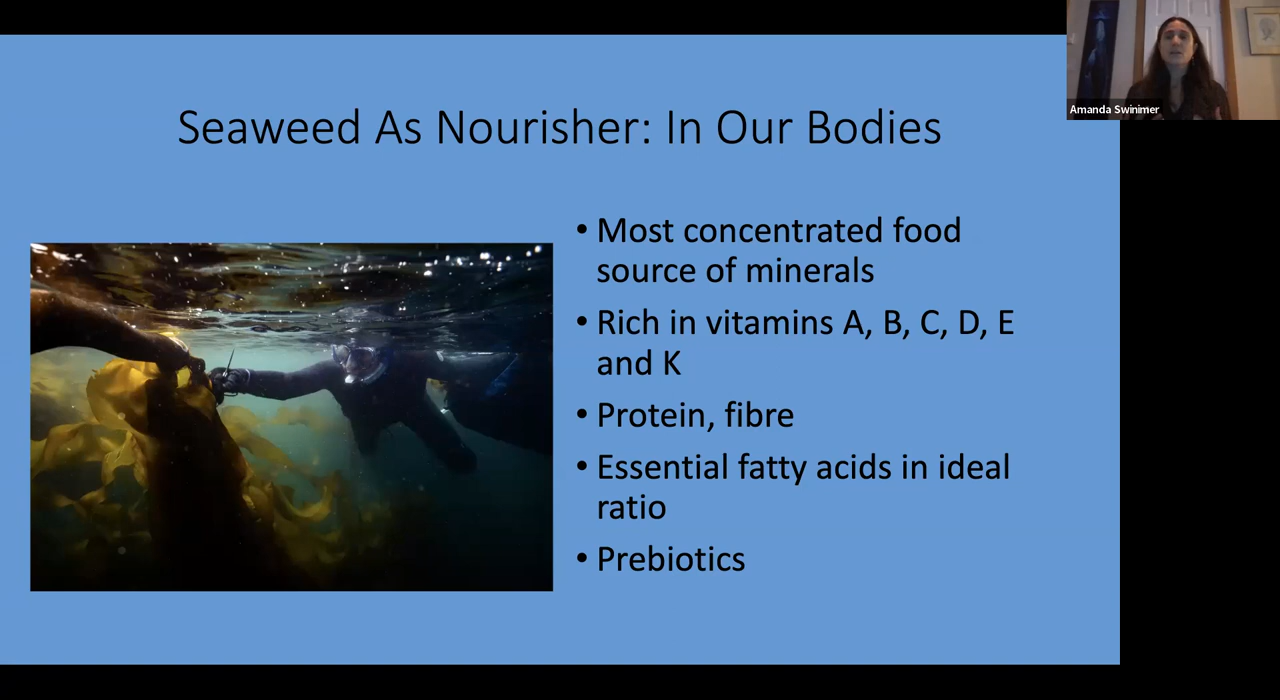 Amanda Swinimer
Seaweed As Nourisher: In Our Bodies
• Most concentrated food
source of minerals
• Rich in vitamins A, B, C, D, E
and K
• Protein, fibre
• Essential fatty acids in ideal
ratio
• Prebiotics